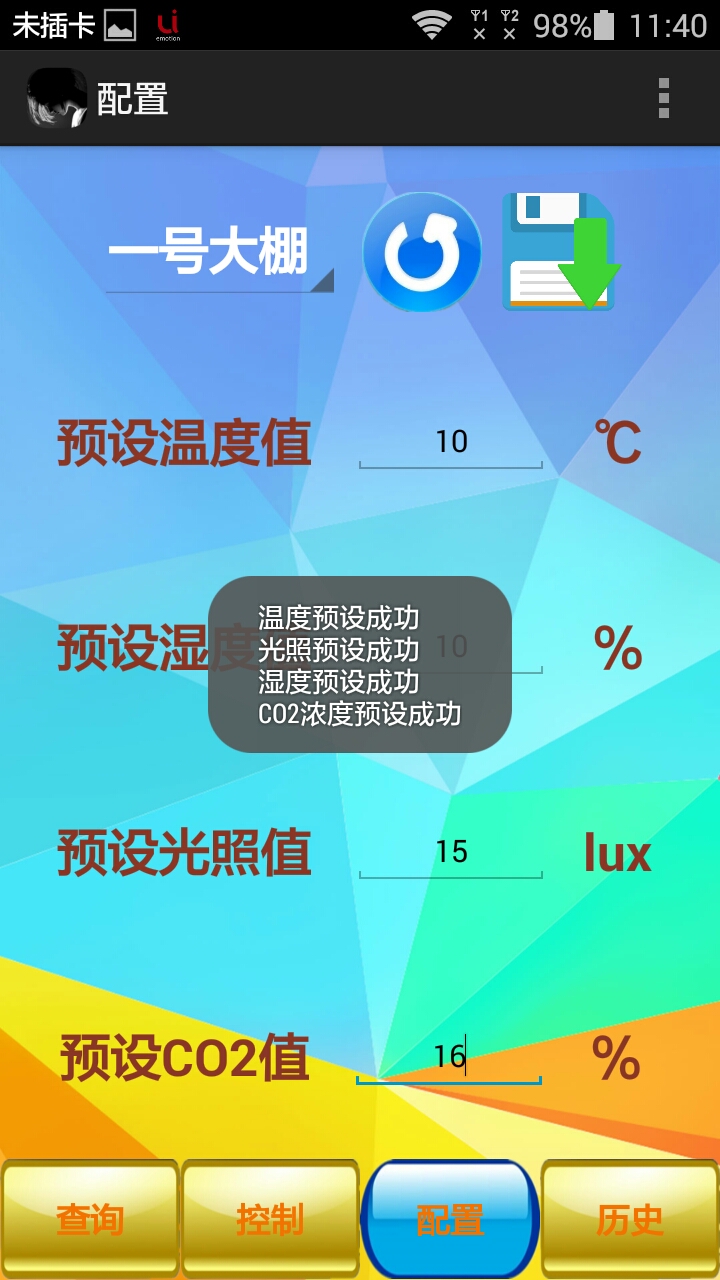 未插卡 98% 11:40
配置
一号大棚
预设温度值 10 ℃
预设湿度值 10 %
温度预设成功
光照预设成功
湿度预设成功
CO2浓度预设成功
预设光照值 15 lux
预设CO2值 16 %
查询 控制 配置 历史